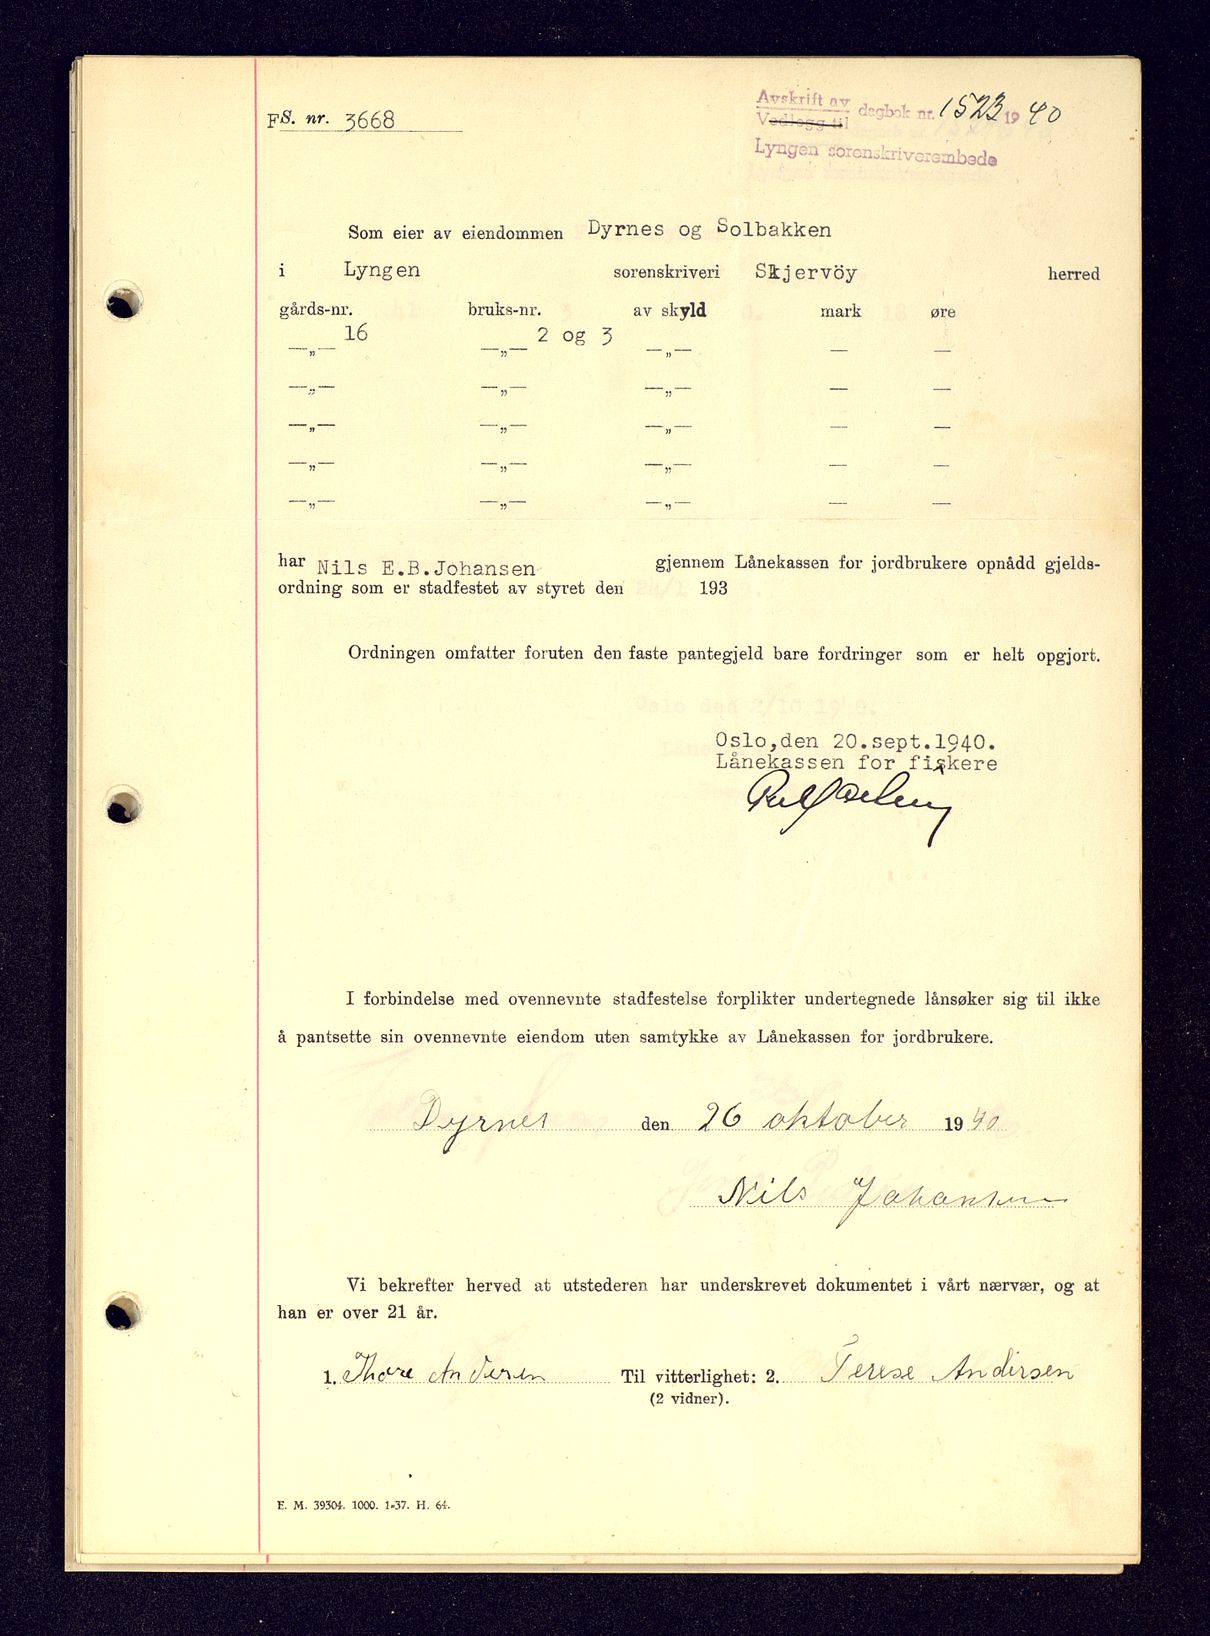 Avskrift av
Vedlegg til dagbok nr. 1523 1940
Lyngen sorenskriverembede
FS. nr. 3668
Som eier av eiendommen Dyrnes og Solbakken
i Lyngen sorenskriveri Skjervöy herred
gårds-nr. bruks-nr. av skyld mark øre
—„— 16 —„— 2 og 3 —„— — —
—„— —„— —„— — —
—„— —„— —„— — —
—„— —„— —„— — —
—„— —„— —„— — —
har Nils E.B.Johansen gjennem Lånekassen for jordbrukere opnådd gjelds-
ordning som er stadfestet av styret den 193
Ordningen omfatter foruten den faste pantegjeld bare fordringer som er helt opgjort.
Oslo,den 20.sept.1940.
Lånekassen for fiskere
I forbindelse med ovennevnte stadfestelse forplikter undertegnede lånsøker sig til ikke
å pantsette sin ovennevnte eiendom uten samtykke av Lånekassen for jordbrukere.
Dyrnes den 26 oktober 1940
Nils Johansen
Vi bekrefter herved at utstederen har underskrevet dokumentet i vårt nærvær, og at
han er over 21 år.
1. Thore Andersen Til vitterlighet: 2. Terese Andersen
(2 vidner).
E. M. 39304. 1000. 1-37. H. 64.